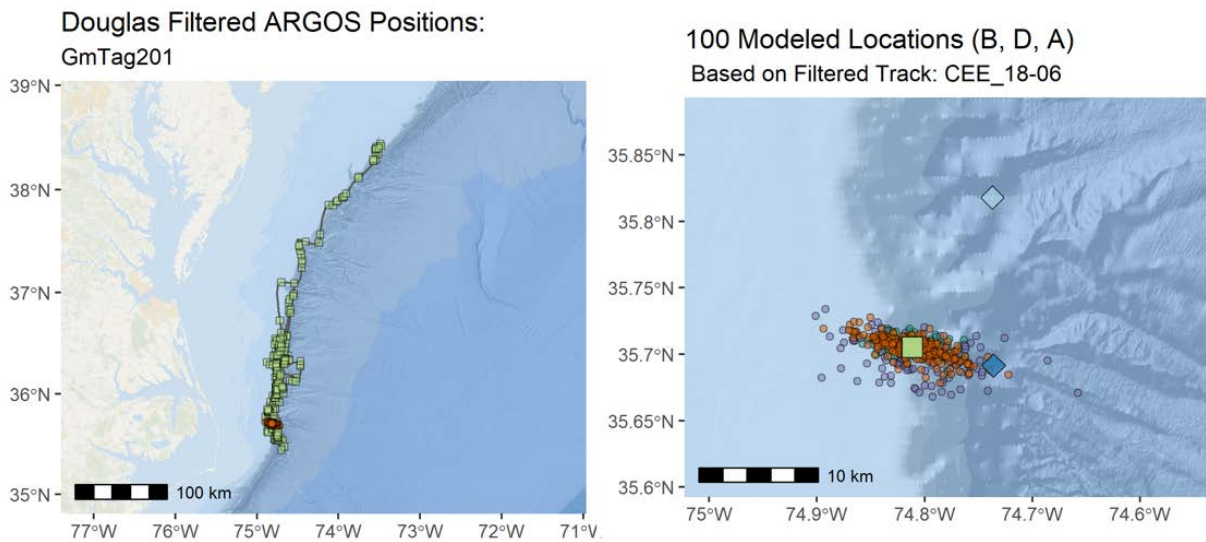 Douglas Filtered ARGOS Positions:
GmTag201
39°N
38°N
37°N
36°N
35°N
100 km
77°W
76°W
75°W
74°W
73°W
72°W
71°W
100 Modeled Locations (B, D, A)
Based on Filtered Track: CEE_18-06
35.85°N
35.8°N
35.75°N
35.7°N
35.65°N
35.6°N
10 km
75°W
74.9°W
74.8°W
74.7°W
74.6°W